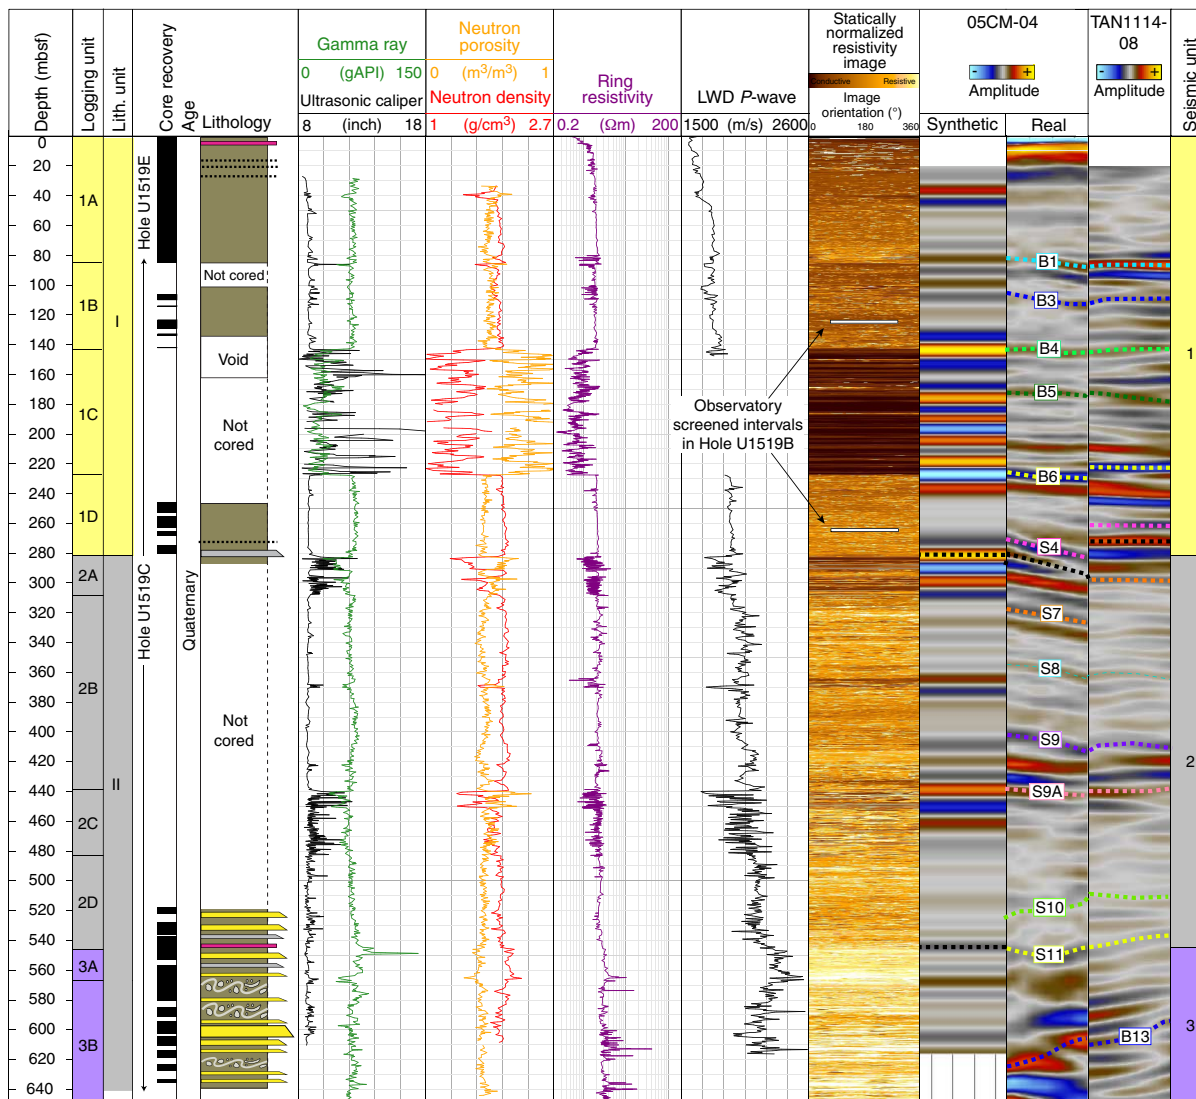 Depth (mbsf)
Logging unit
Lith. unit
Core recovery
Age
Lithology
Gamma ray
0 (gAPI) 150
Ultrasonic caliper
8 (inch) 18
Neutron
porosity
0 (m³/m³) 1
Neutron density
1 (g/cm³) 2.7
Ring
resistivity
0.2 (Ωm) 200
LWD P-wave
1500 (m/s) 2600
Statically
normalized
resistivity
image
Conductive Resistive
Image
orientation (°)
0 180 360
05CM-04
- +
Amplitude
Synthetic Real
TAN1114-
08
- +
Amplitude
Seismic unit
0
20
40
60
80
100
120
140
160
180
200
220
240
260
280
300
320
340
360
380
400
420
440
460
480
500
520
540
560
580
600
620
640
1A
1B
1C
1D
2A
2B
2C
2D
3A
3B
I
II
Hole U1519E
Hole U1519C
Quaternary
Not cored
Void
Not
cored
Not
cored
Observatory
screened intervals
in Hole U1519B
B1
B3
B4
B5
B6
S4
S7
S8
S9
S9A
S10
S11
B13
1
2
3